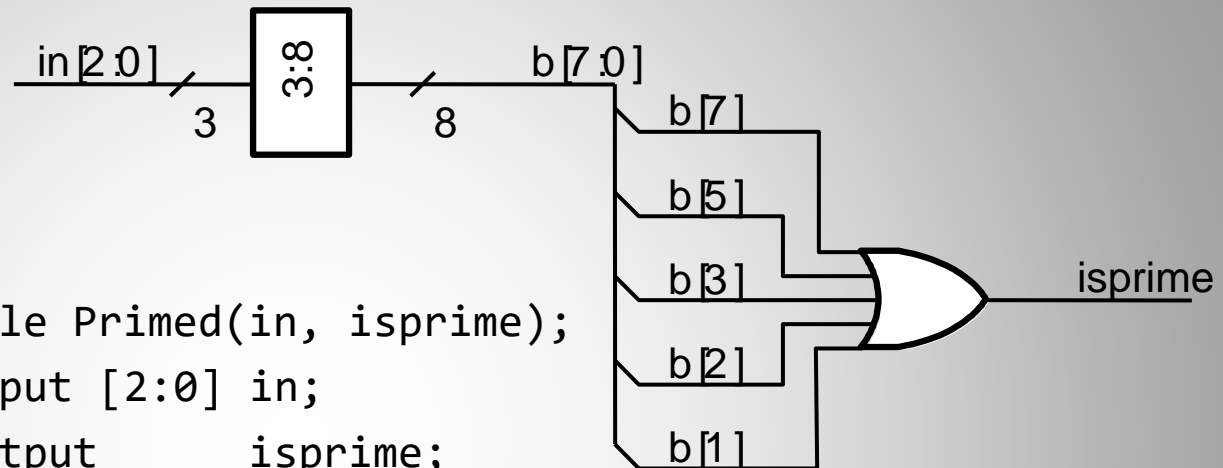 in[2:0]
3
3:8
8
b[7:0]
b[7]
b[5]
b[3]
b[2]
b[1]
isprime
le Primed(in, isprime);
put [2:0] in;
tput isprime;